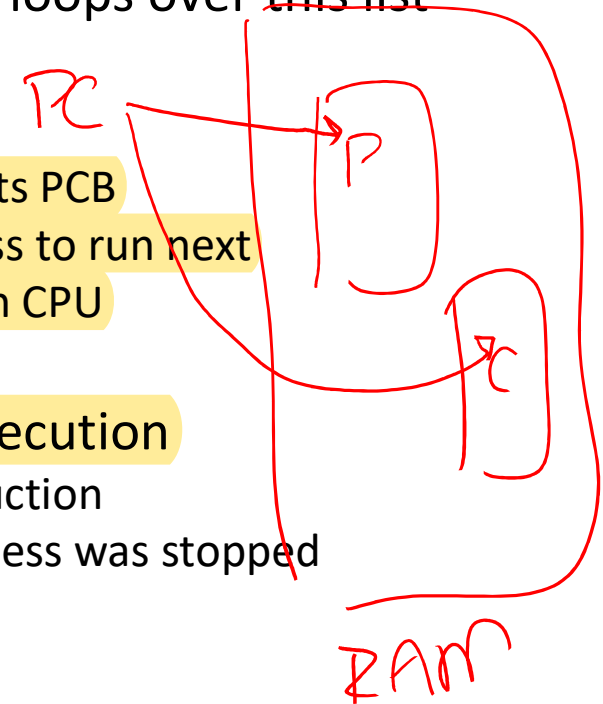 loops over this list
PC
P
ts PCB
ss to run next
n CPU
C
ecution
uction
ess was stopped
RAM